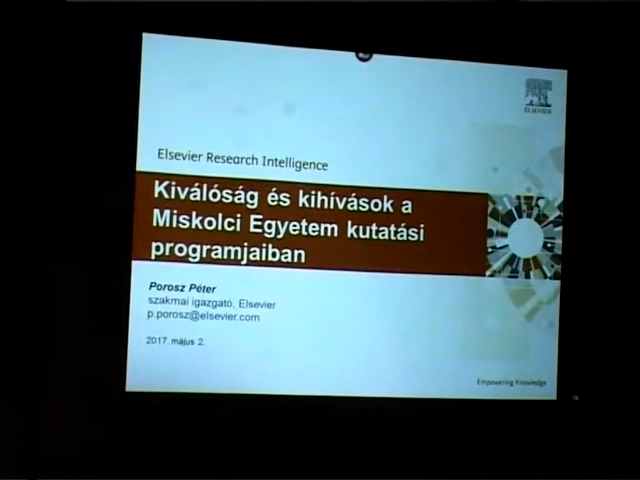 ELSEVIER
Elsevier Research Intelligence
Kiválóság és kihívások a
Miskolci Egyetem kutatási
programjaiban
Porosz Péter
szakmai igazgató, Elsevier
p.porosz@elsevier.com
2017. május 2.
Empowering Knowledge